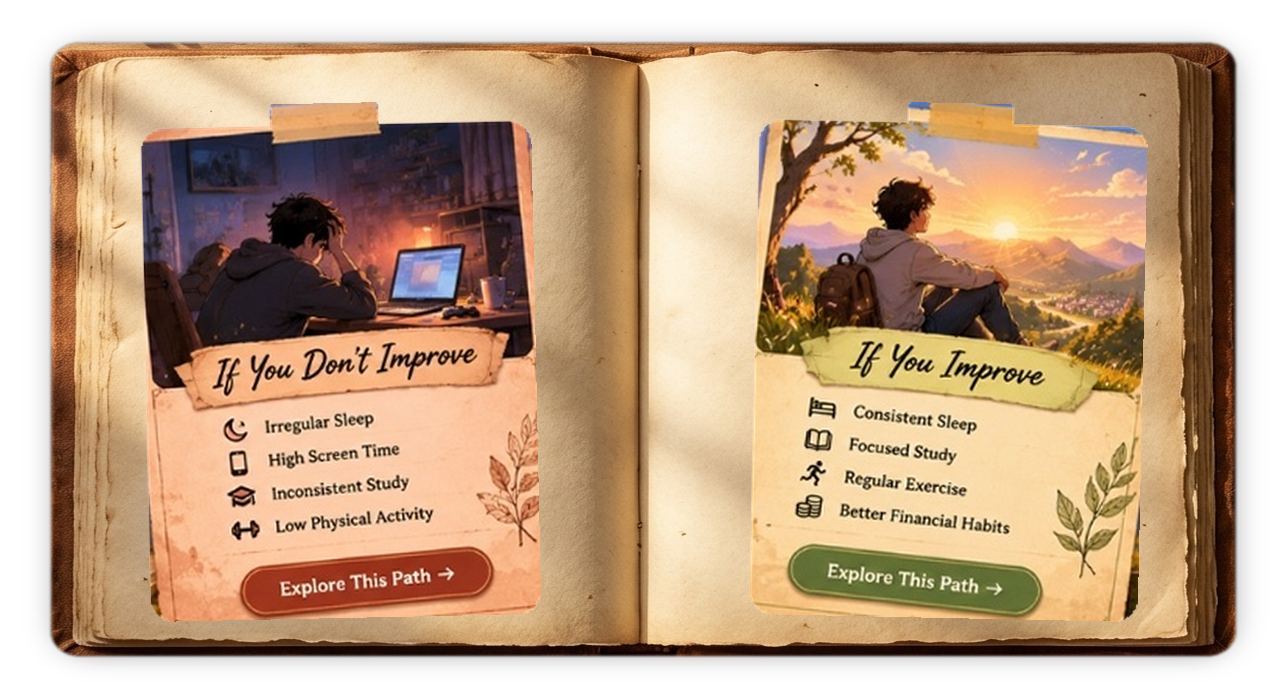 If You Don't Improve
Irregular Sleep
High Screen Time
Inconsistent Study
Low Physical Activity
Explore This Path →
If You Improve
Consistent Sleep
Focused Study
Regular Exercise
Better Financial Habits
Explore This Path →